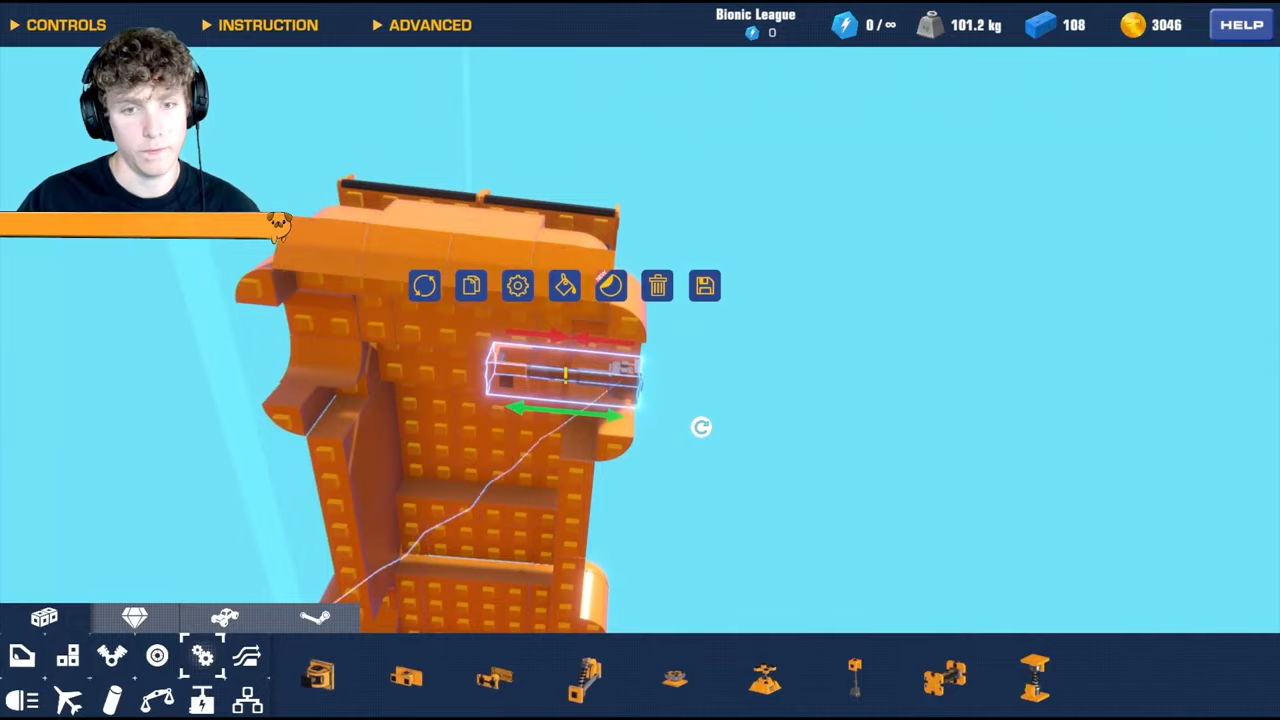 CONTROLS
INSTRUCTION
ADVANCED
Bionic League
0
0 / ∞
101.2 kg
108
3046
HELP